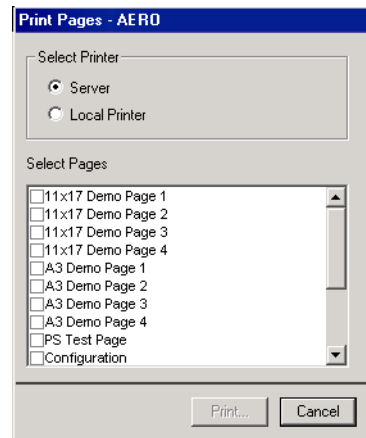 Print Pages - AERO
Select Printer
Server
Local Printer
Select Pages
11x17 Demo Page 1
11x17 Demo Page 2
11x17 Demo Page 3
11x17 Demo Page 4
A3 Demo Page 1
A3 Demo Page 2
A3 Demo Page 3
A3 Demo Page 4
PS Test Page
Configuration
Print... Cancel